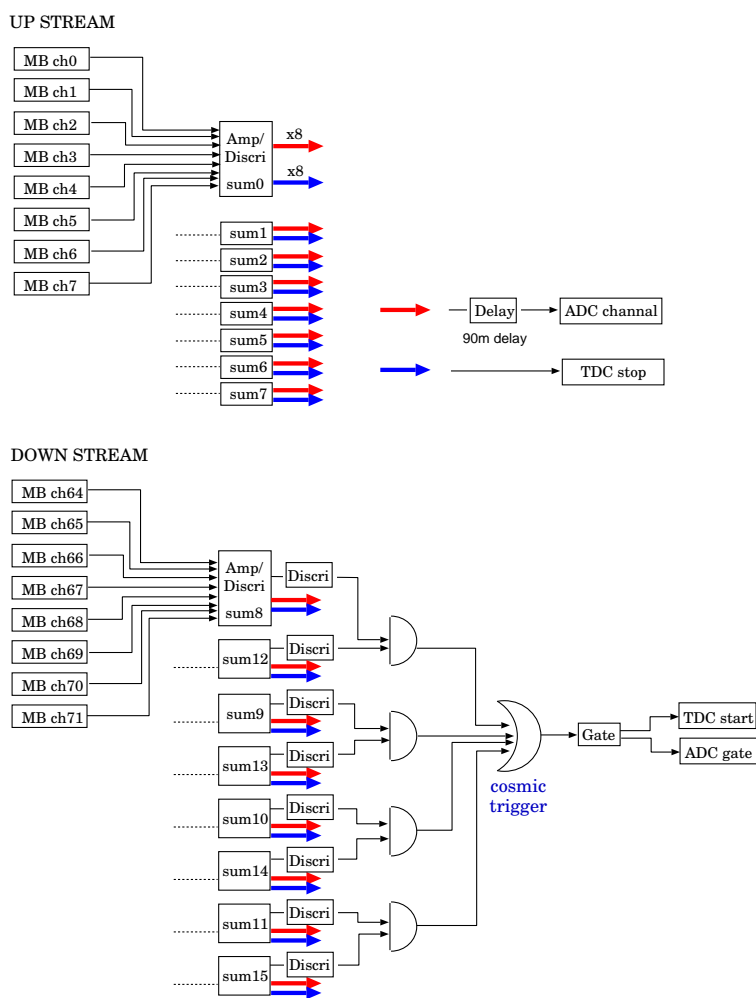 UP STREAM
MB ch0
MB ch1
MB ch2
MB ch3
MB ch4
MB ch5
MB ch6
MB ch7
Amp/
Discri
sum0
x8
x8
sum1
sum2
sum3
sum4
sum5
sum6
sum7
Delay
ADC channel
90m delay
TDC stop
DOWN STREAM
MB ch64
MB ch65
MB ch66
MB ch67
MB ch68
MB ch69
MB ch70
MB ch71
Amp/
Discri
sum8
Discri
sum12
Discri
sum9
Discri
sum13
Discri
sum10
Discri
sum14
Discri
sum11
Discri
sum15
Discri
cosmic
trigger
Gate
TDC start
ADC gate